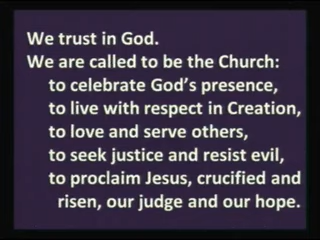 We trust in God.
We are called to be the Church:
to celebrate God's presence,
to live with respect in Creation,
to love and serve others,
to seek justice and resist evil,
to proclaim Jesus, crucified and
risen, our judge and our hope.